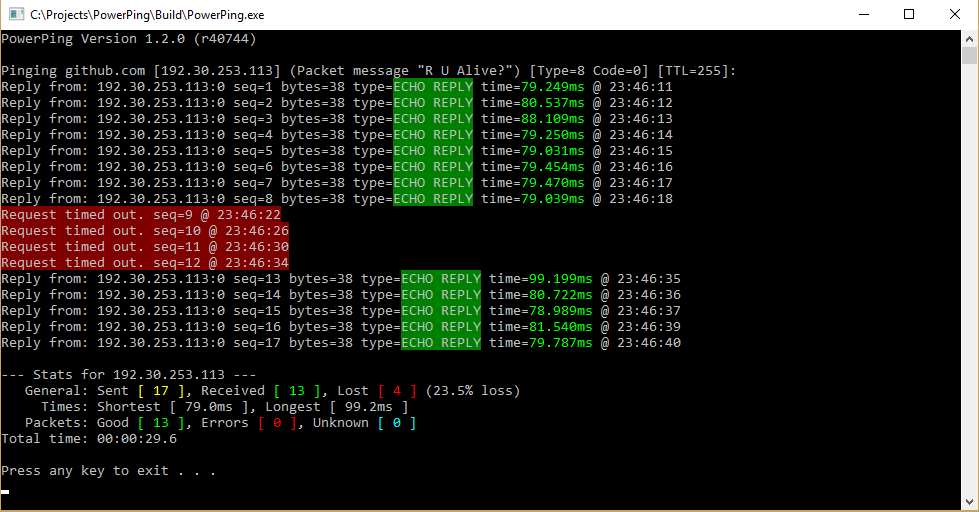 C:\Projects\PowerPing\Build\PowerPing.exe
PowerPing Version 1.2.0 (r40744)
Pinging github.com [192.30.253.113] (Packet message "R U Alive?") [Type=8 Code=0] [TTL=255]:
Reply from: 192.30.253.113:0 seq=1 bytes=38 type=ECHO REPLY time=79.249ms @ 23:46:11
Reply from: 192.30.253.113:0 seq=2 bytes=38 type=ECHO REPLY time=80.537ms @ 23:46:12
Reply from: 192.30.253.113:0 seq=3 bytes=38 type=ECHO REPLY time=88.109ms @ 23:46:13
Reply from: 192.30.253.113:0 seq=4 bytes=38 type=ECHO REPLY time=79.250ms @ 23:46:14
Reply from: 192.30.253.113:0 seq=5 bytes=38 type=ECHO REPLY time=79.031ms @ 23:46:15
Reply from: 192.30.253.113:0 seq=6 bytes=38 type=ECHO REPLY time=79.454ms @ 23:46:16
Reply from: 192.30.253.113:0 seq=7 bytes=38 type=ECHO REPLY time=79.470ms @ 23:46:17
Reply from: 192.30.253.113:0 seq=8 bytes=38 type=ECHO REPLY time=79.039ms @ 23:46:18
Request timed out. seq=9 @ 23:46:22
Request timed out. seq=10 @ 23:46:26
Request timed out. seq=11 @ 23:46:30
Request timed out. seq=12 @ 23:46:34
Reply from: 192.30.253.113:0 seq=13 bytes=38 type=ECHO REPLY time=99.199ms @ 23:46:35
Reply from: 192.30.253.113:0 seq=14 bytes=38 type=ECHO REPLY time=80.722ms @ 23:46:36
Reply from: 192.30.253.113:0 seq=15 bytes=38 type=ECHO REPLY time=78.989ms @ 23:46:37
Reply from: 192.30.253.113:0 seq=16 bytes=38 type=ECHO REPLY time=81.540ms @ 23:46:39
Reply from: 192.30.253.113:0 seq=17 bytes=38 type=ECHO REPLY time=79.787ms @ 23:46:40
--- Stats for 192.30.253.113 ---
General: Sent [ 17 ], Received [ 13 ], Lost [ 4 ] (23.5% loss)
Times: Shortest [ 79.0ms ], Longest [ 99.2ms ]
Packets: Good [ 13 ], Errors [ 0 ], Unknown [ 0 ]
Total time: 00:00:29.6
Press any key to exit . . .